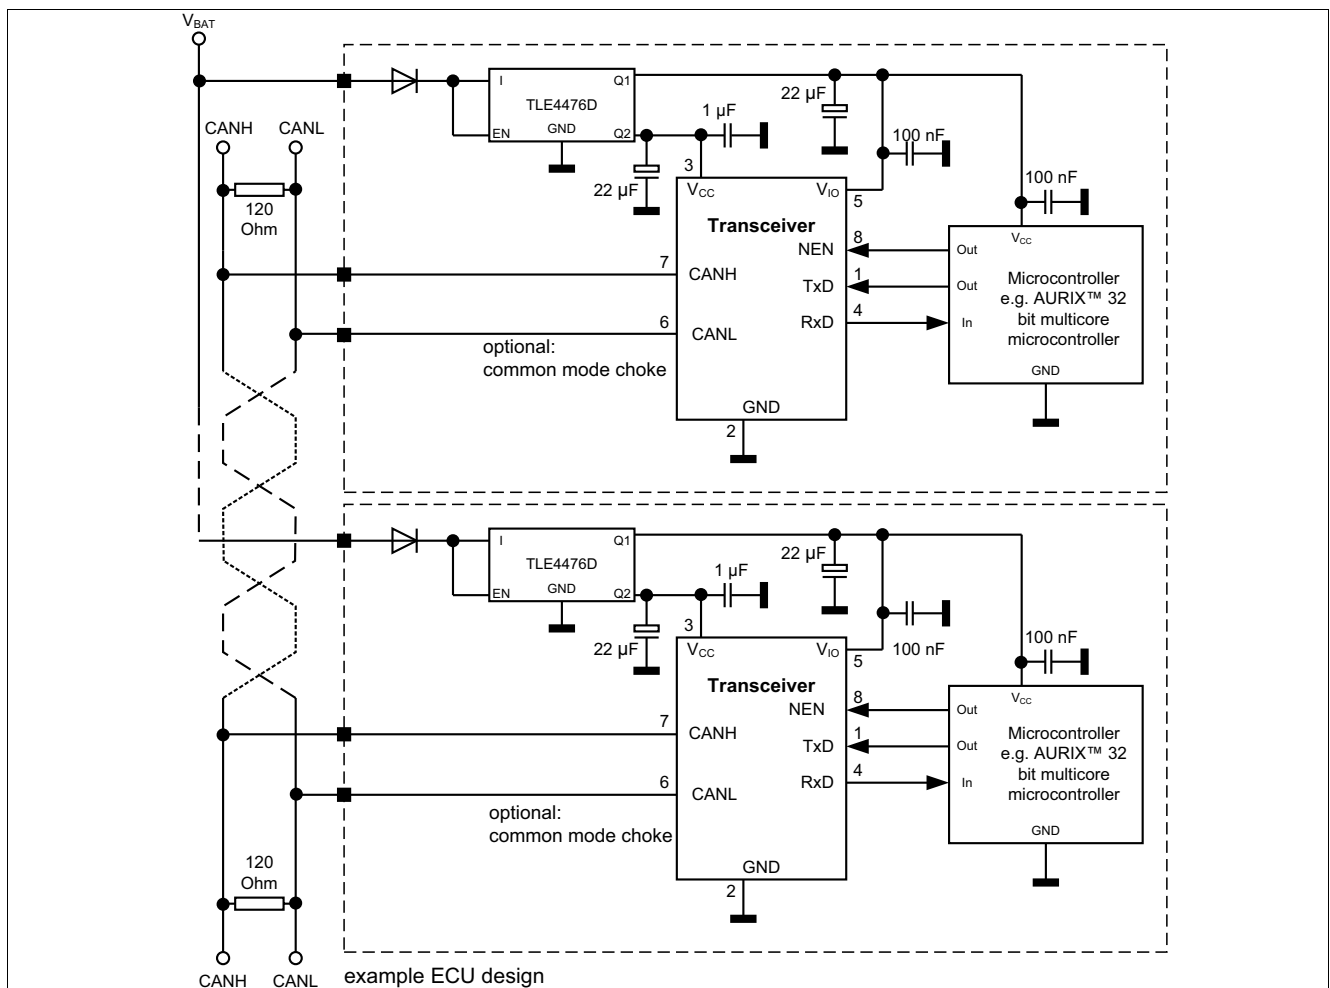 VBAT
CANH
CANL
120
Ohm
I
Q1
TLE4476D
EN
GND
Q2
22 µF
1 µF
22 µF
100 nF
100 nF
3
VCC
VIO
5
Transceiver
NEN
8
TxD
1
RxD
4
7
CANH
6
CANL
optional:
common mode choke
GND
2
VCC
Out
Out
In
Microcontroller
e.g. AURIX™ 32
bit multicore
microcontroller
GND
I
Q1
TLE4476D
EN
GND
Q2
22 µF
1 µF
22 µF
100 nF
100 nF
3
VCC
VIO
5
Transceiver
NEN
8
TxD
1
RxD
4
7
CANH
6
CANL
optional:
common mode choke
GND
2
VCC
Out
Out
In
Microcontroller
e.g. AURIX™ 32
bit multicore
microcontroller
GND
120
Ohm
CANH
CANL
example ECU design